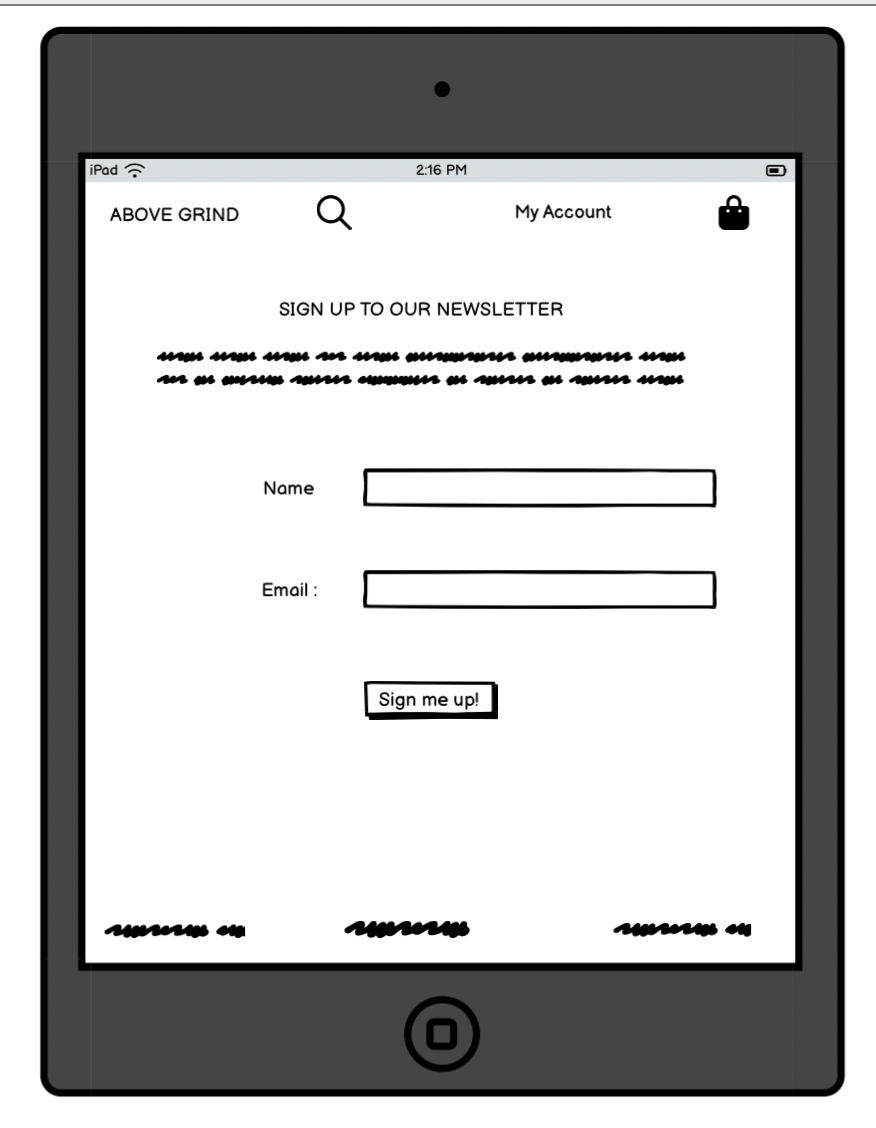 iPad 2:16 PM
ABOVE GRIND My Account
SIGN UP TO OUR NEWSLETTER
Name
Email :
Sign me up!